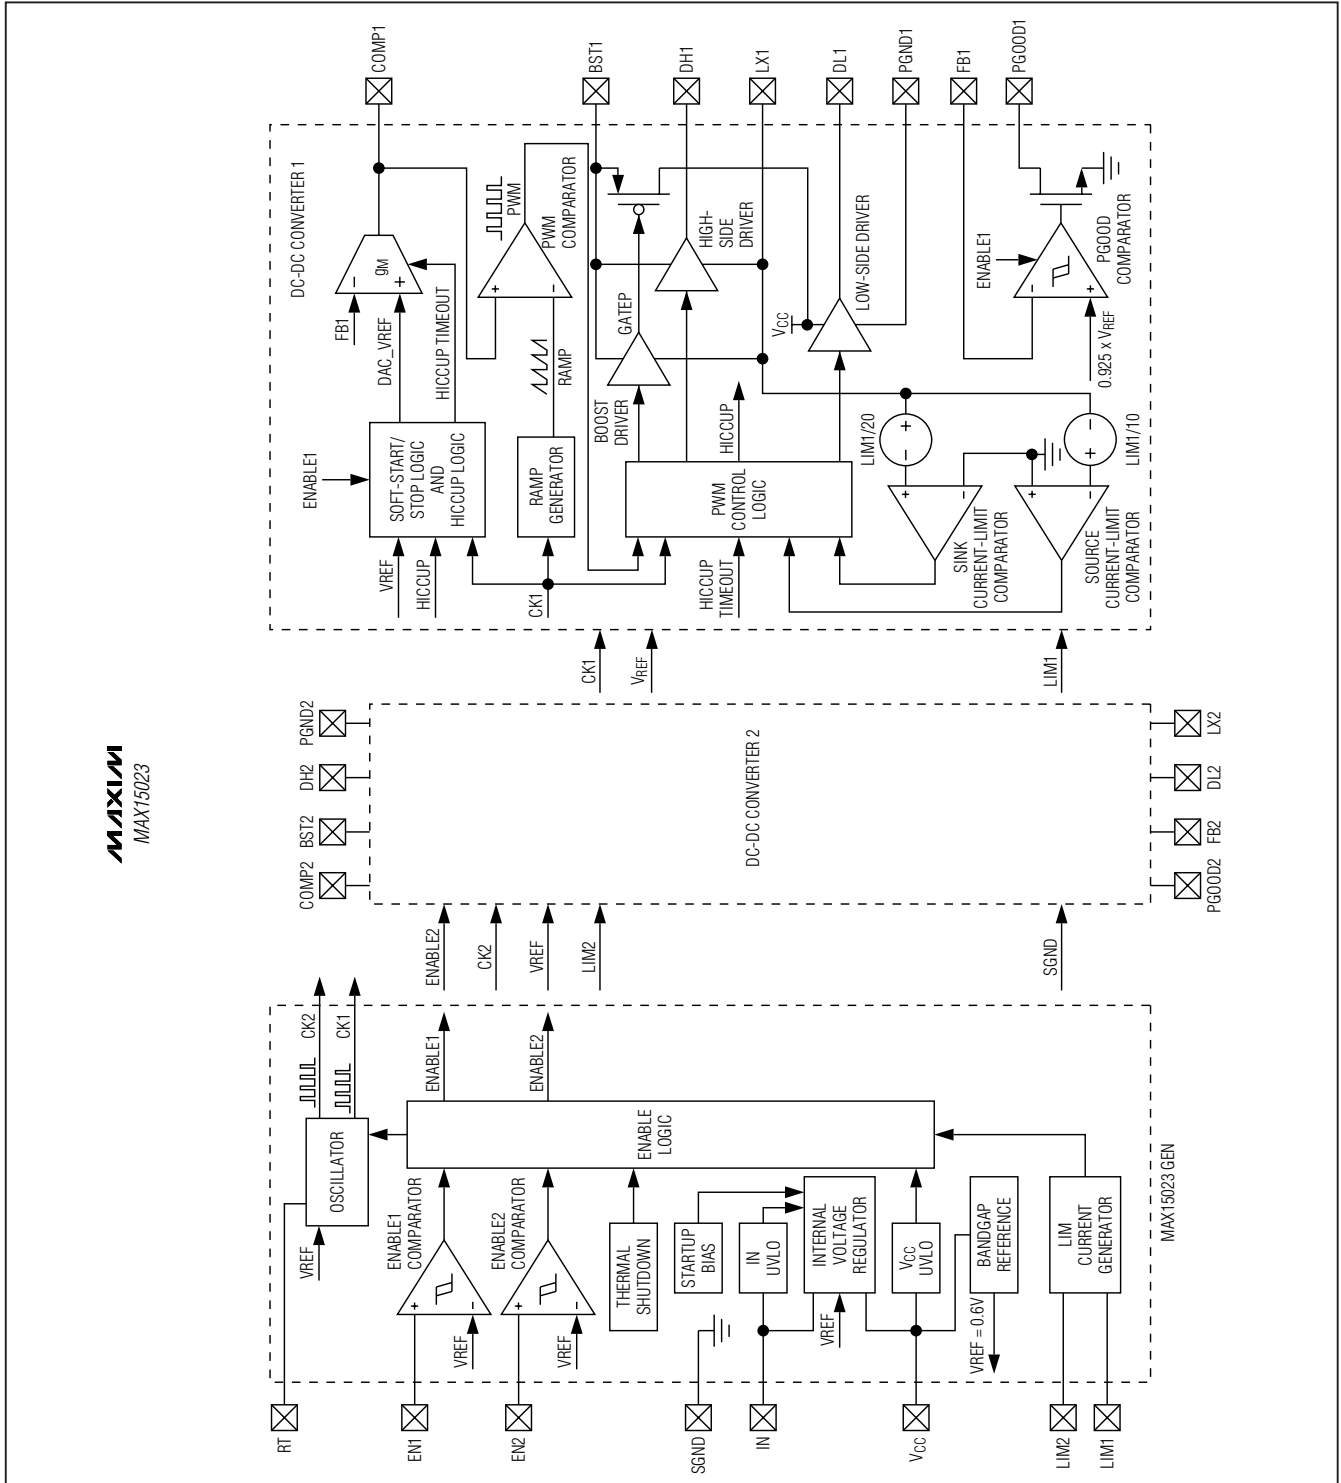 MAXIM
MAX15023
RT
EN1
EN2
SGND
IN
VCC
LIM2
LIM1
VREF
OSCILLATOR
CK2
CK1
ENABLE1
COMPARATOR
+
−
VREF
ENABLE2
COMPARATOR
+
−
VREF
THERMAL
SHUTDOWN
STARTUP
BIAS
IN
UVLO
INTERNAL
VOLTAGE
REGULATOR
VREF
VCC
UVLO
BANDGAP
REFERENCE
VREF = 0.6V
LIM
CURRENT
GENERATOR
ENABLE
LOGIC
ENABLE1
ENABLE2
MAX15023 GEN
ENABLE2
CK2
VREF
LIM2
SGND
COMP2
BST2
DH2
PGND2
DC-DC CONVERTER 2
PGOOD2
FB2
DL2
LX2
CK1
VREF
LIM1
DC-DC CONVERTER 1
ENABLE1
VREF
HICCUP
SOFT-START/
STOP LOGIC
AND
HICCUP LOGIC
DAC_VREF
HICCUP TIMEOUT
FB1
−
+
gM
CK1
RAMP
GENERATOR
RAMP
+
−
PWM
PWM
COMPARATOR
HICCUP
TIMEOUT
PWM
CONTROL
LOGIC
HICCUP
BOOST
DRIVER
GATEP
HIGH-
SIDE
DRIVER
VCC
LOW-SIDE DRIVER
LIM1/20
−
+
+
−
SINK
CURRENT-LIMIT
COMPARATOR
LIM1/10
+
−
+
−
SOURCE
CURRENT-LIMIT
COMPARATOR
ENABLE1
−
+
0.925 x VREF
PGOOD
COMPARATOR
COMP1
BST1
DH1
LX1
DL1
PGND1
FB1
PGOOD1